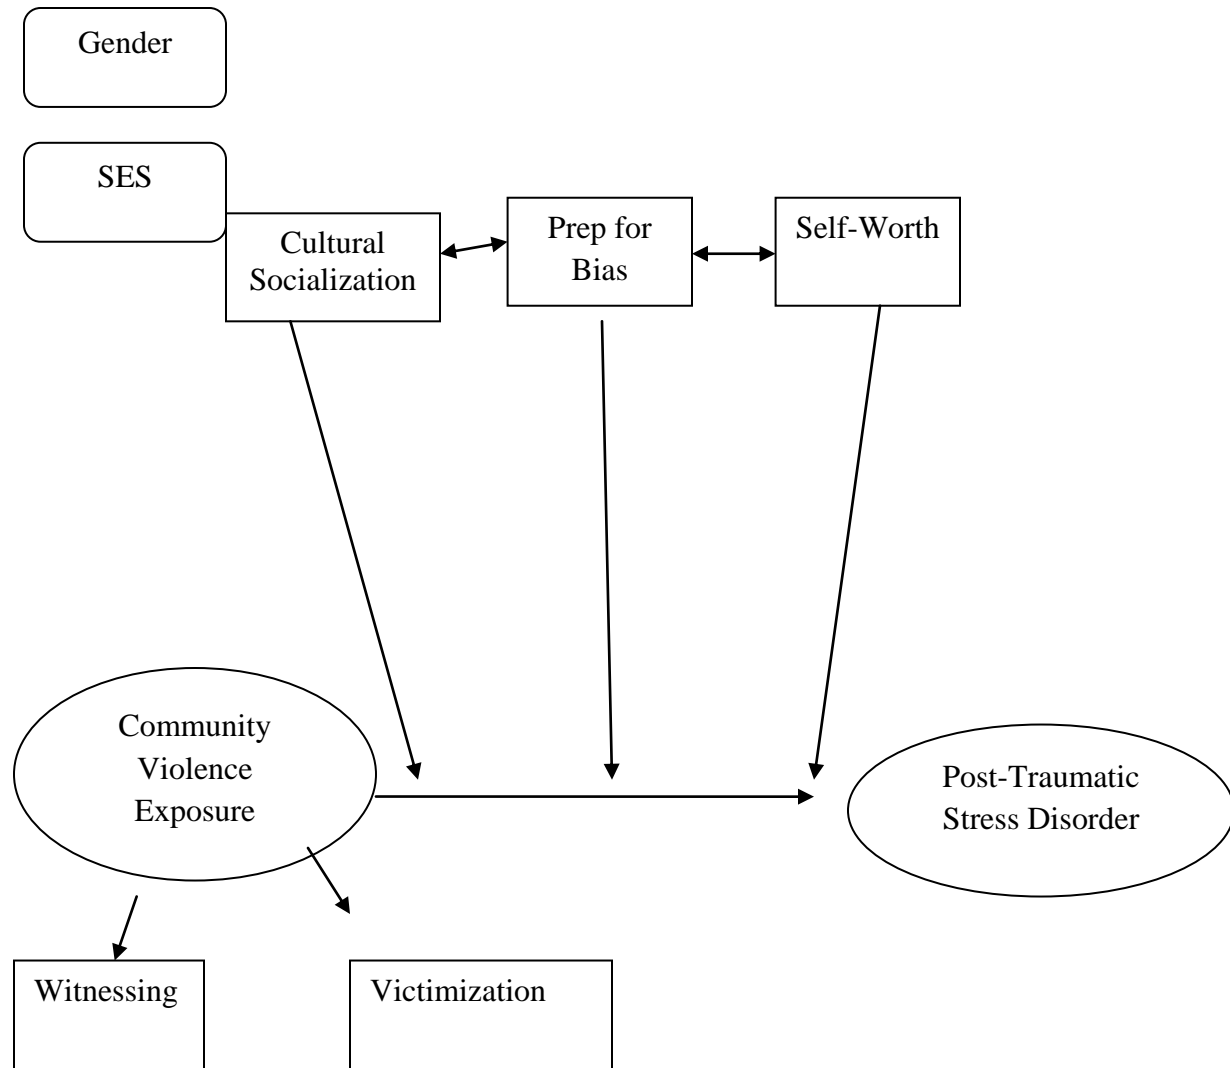 Gender
SES
Cultural
Socialization
Prep for
Bias
Self-Worth
Community
Violence
Exposure
Post-Traumatic
Stress Disorder
Witnessing
Victimization